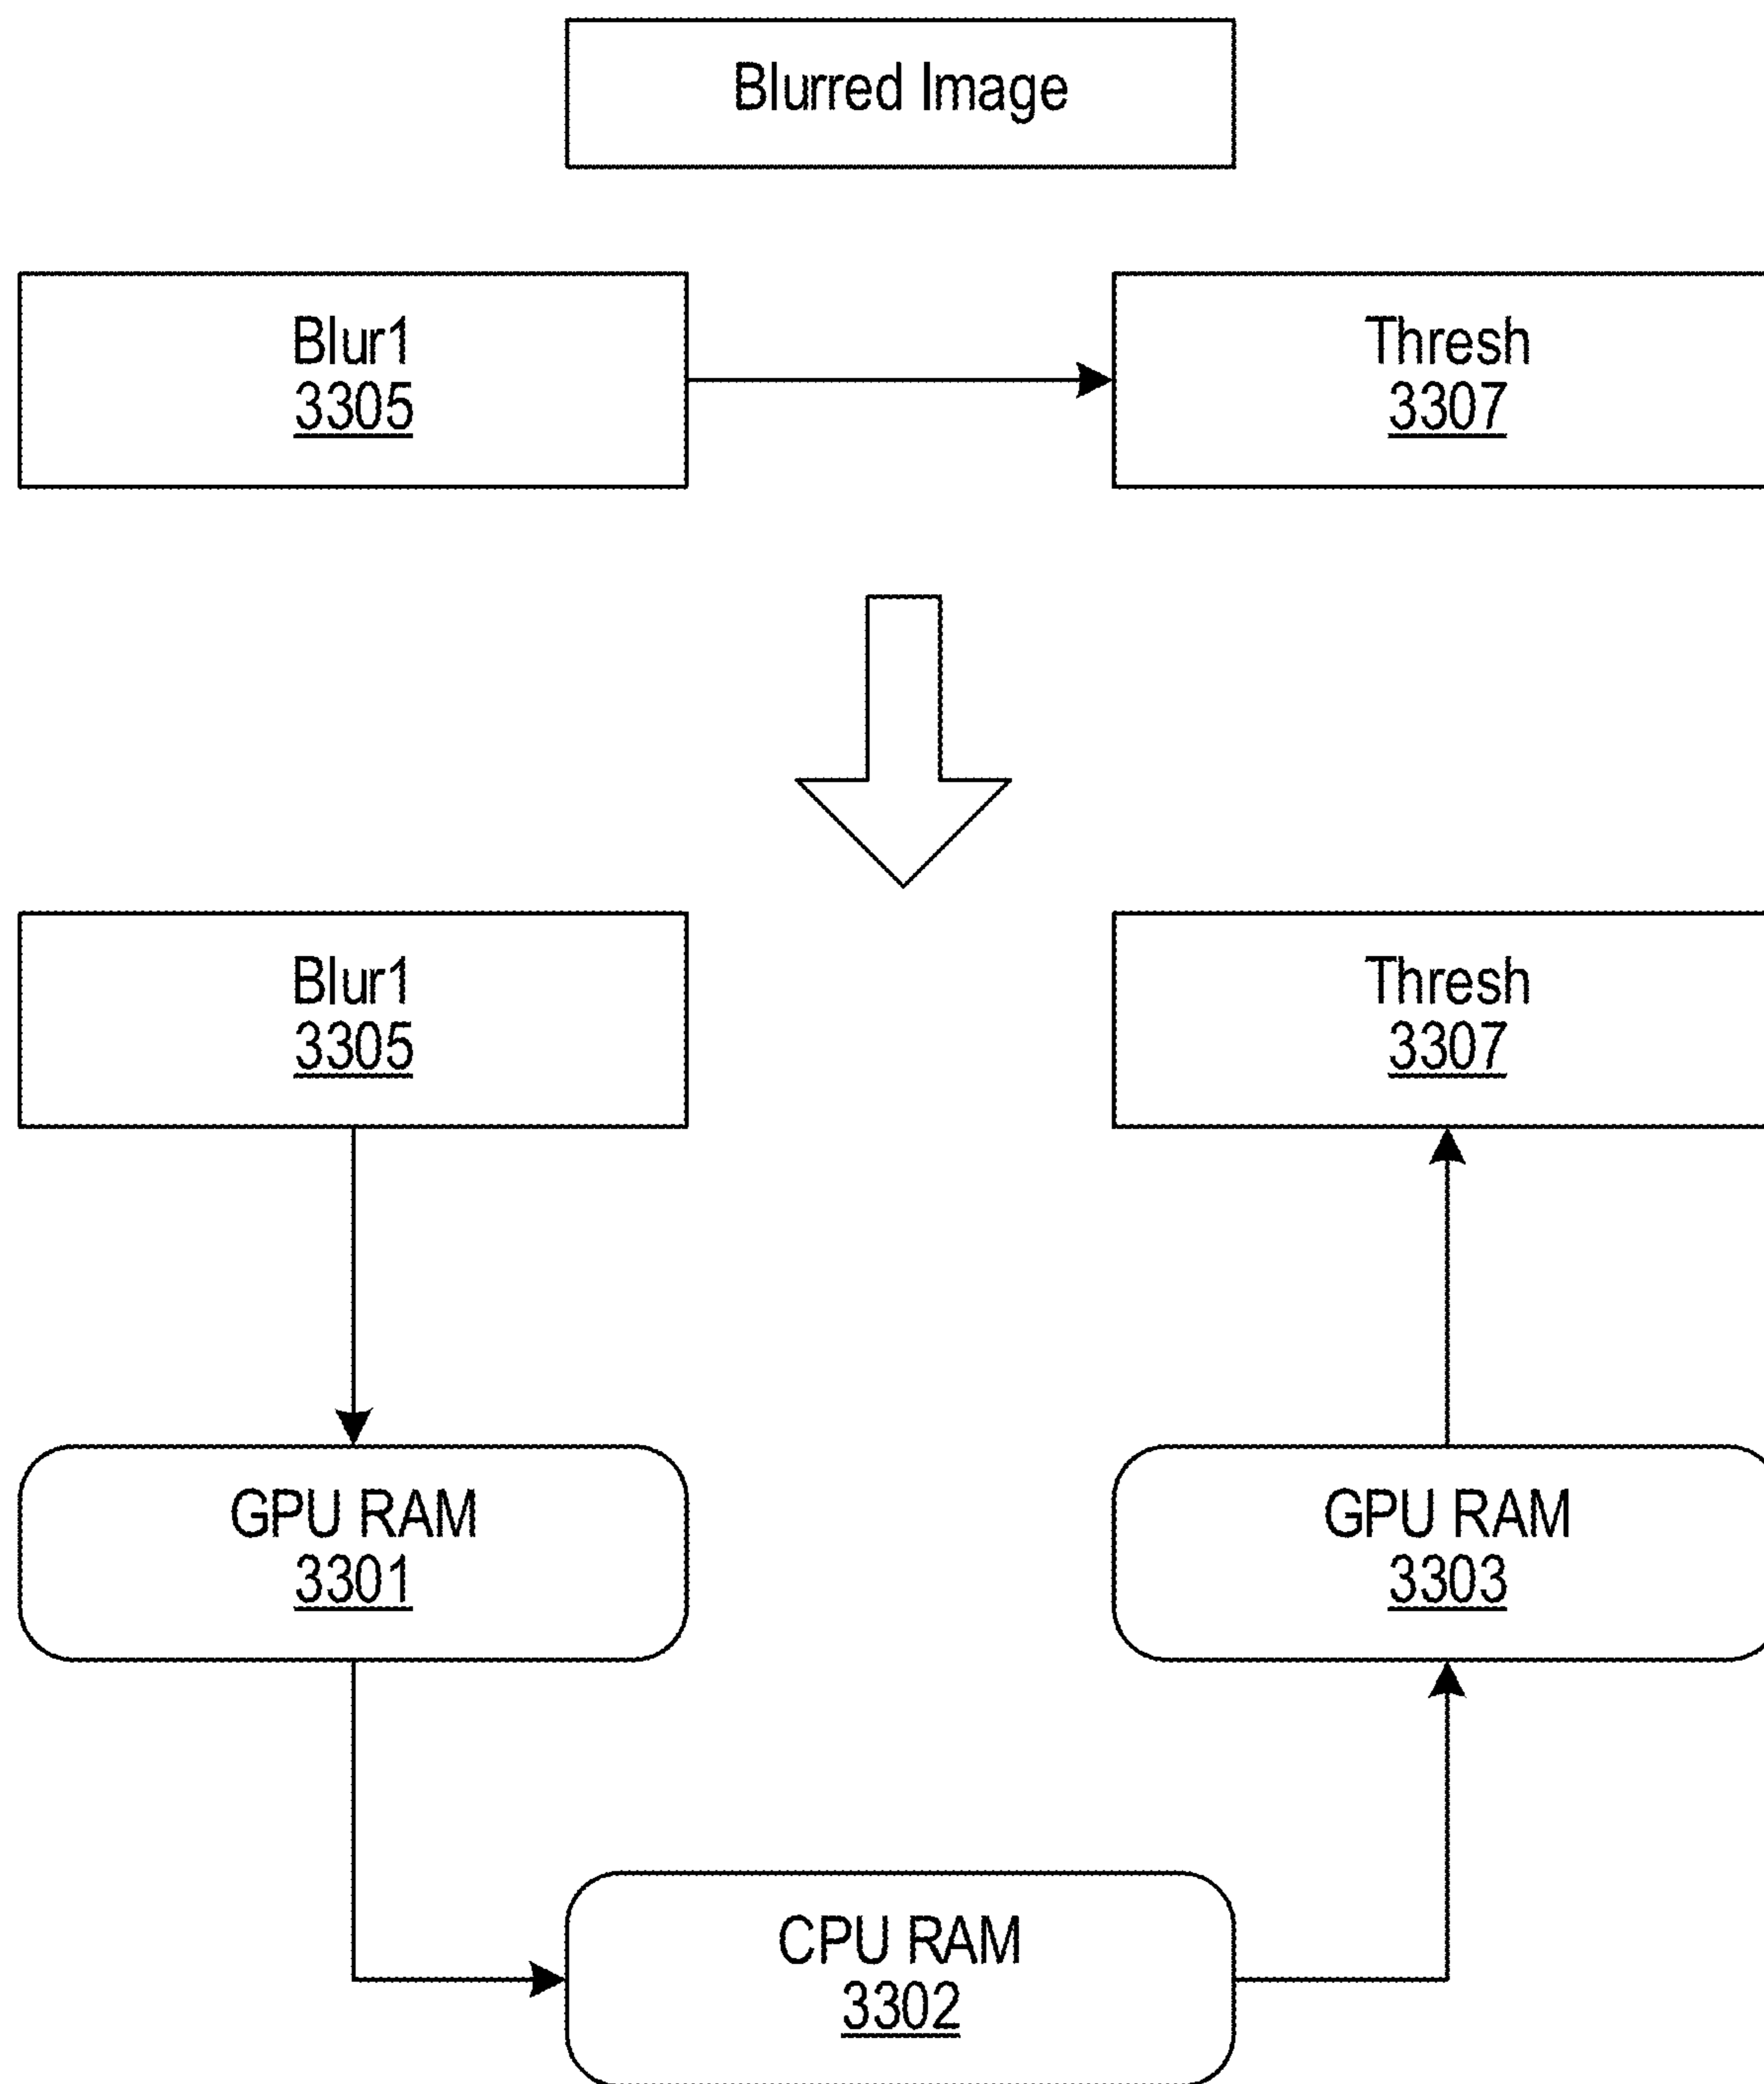 Blurred Image
Blur1
3305
Thresh
3307
Blur1
3305
Thresh
3307
GPU RAM
3301
GPU RAM
3303
CPU RAM
3302